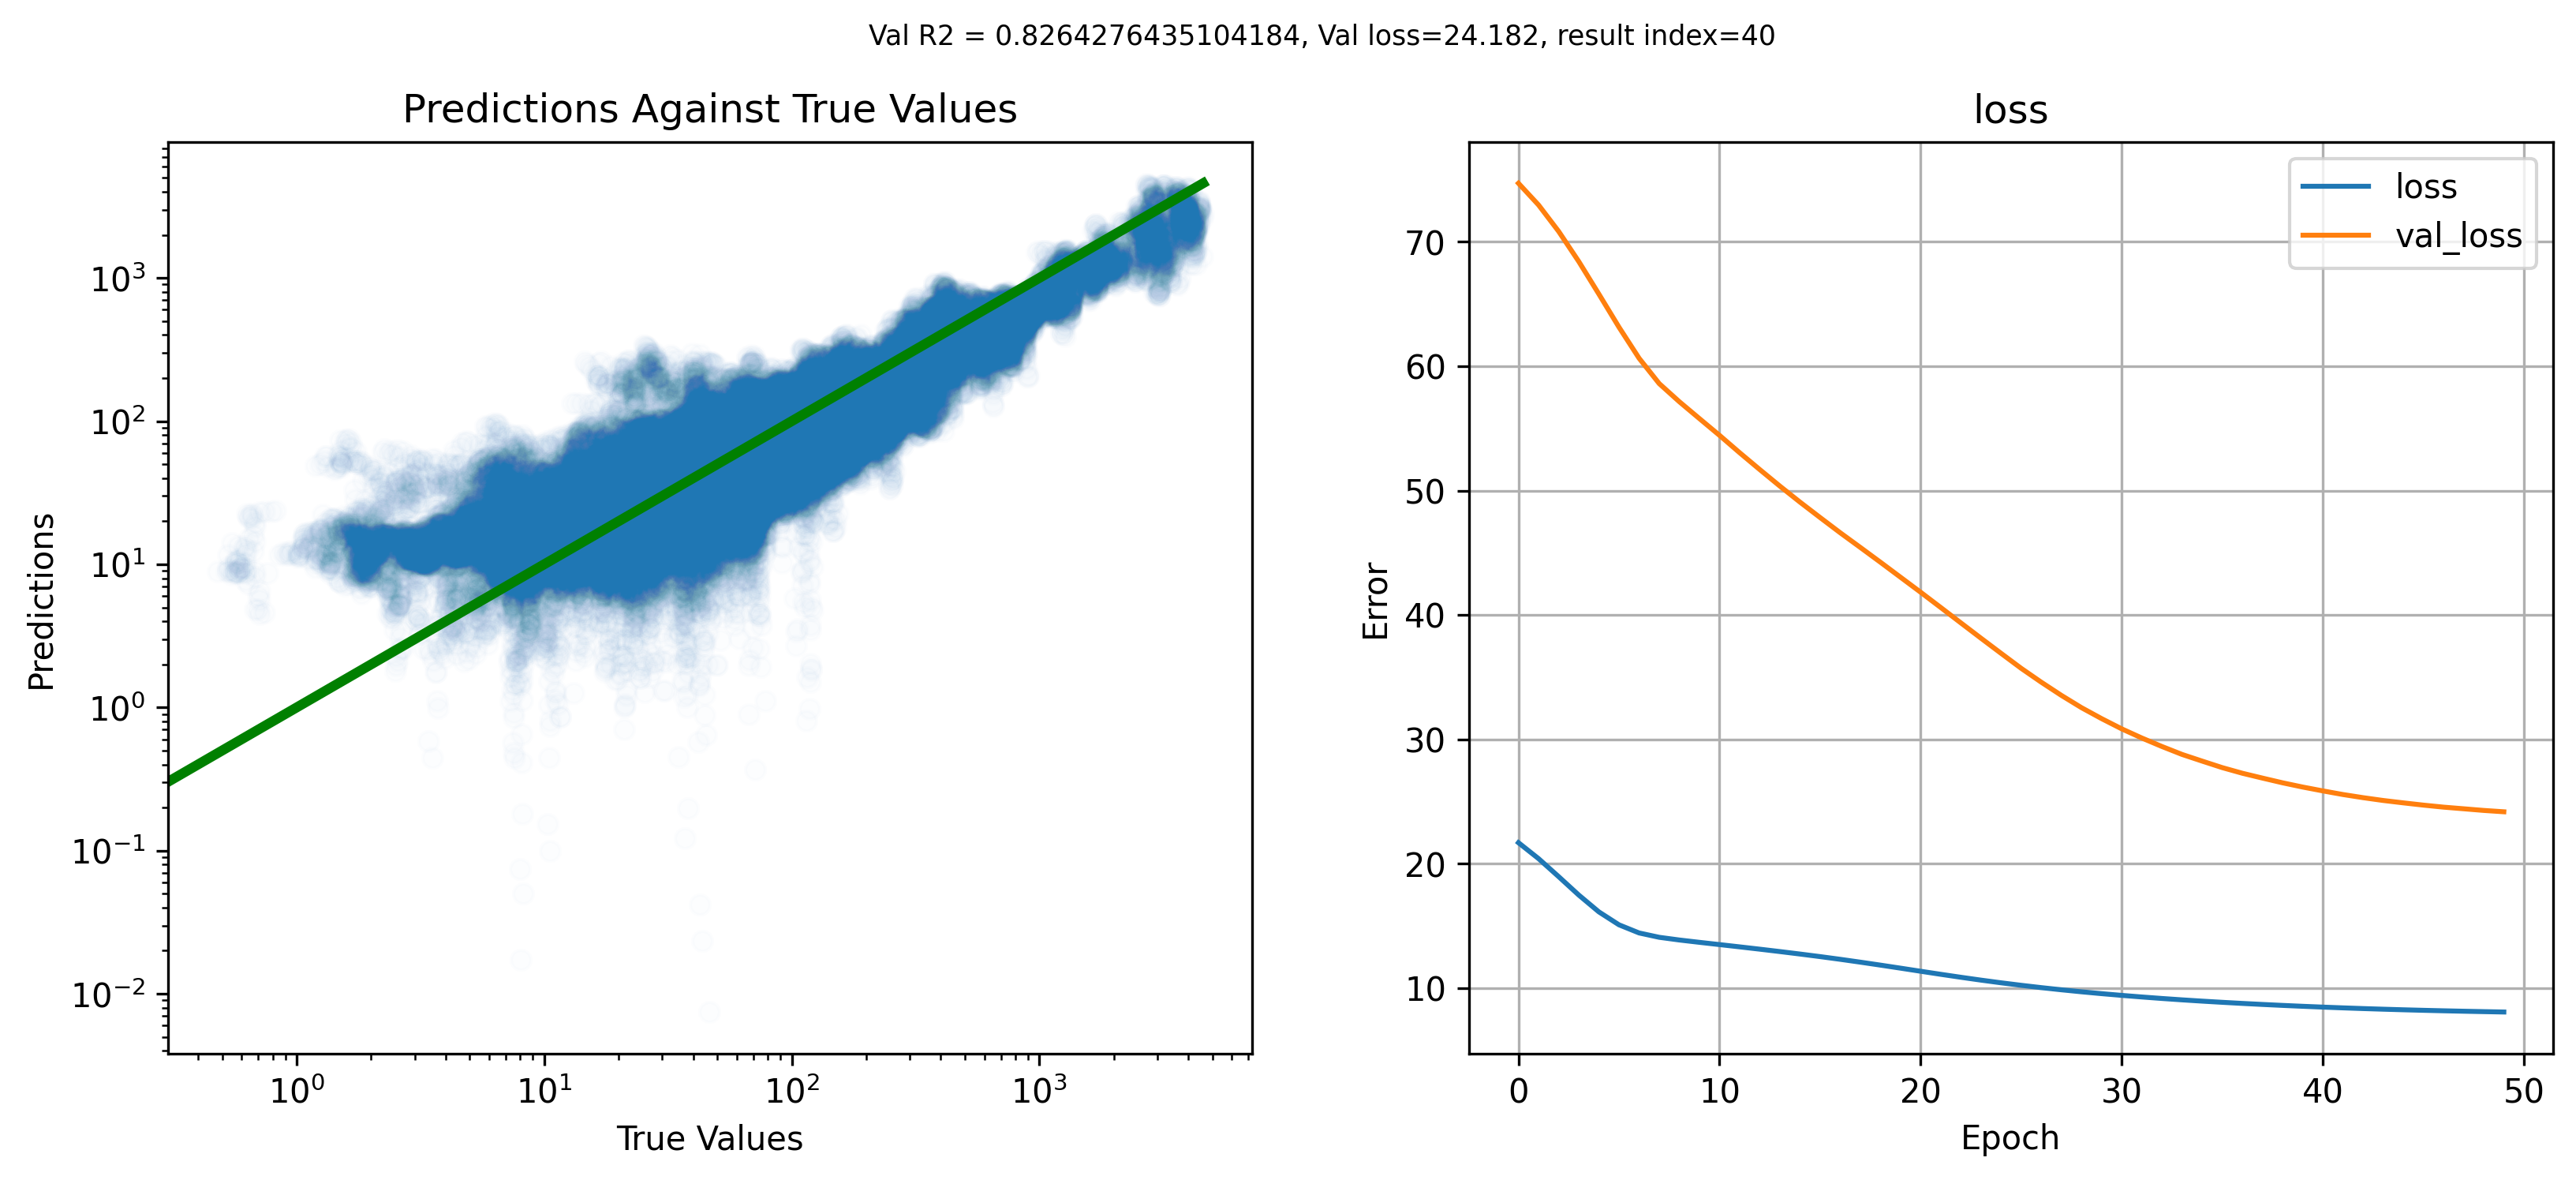 Val R2 = 0.8264276435104184, Val loss=24.182, result index=40
Predictions Against True Values
Predictions
10³
10²
10¹
10⁰
10⁻¹
10⁻²
10⁰ 10¹ 10² 10³
True Values
loss
loss
val_loss
Error
70
60
50
40
30
20
10
0 10 20 30 40 50
Epoch